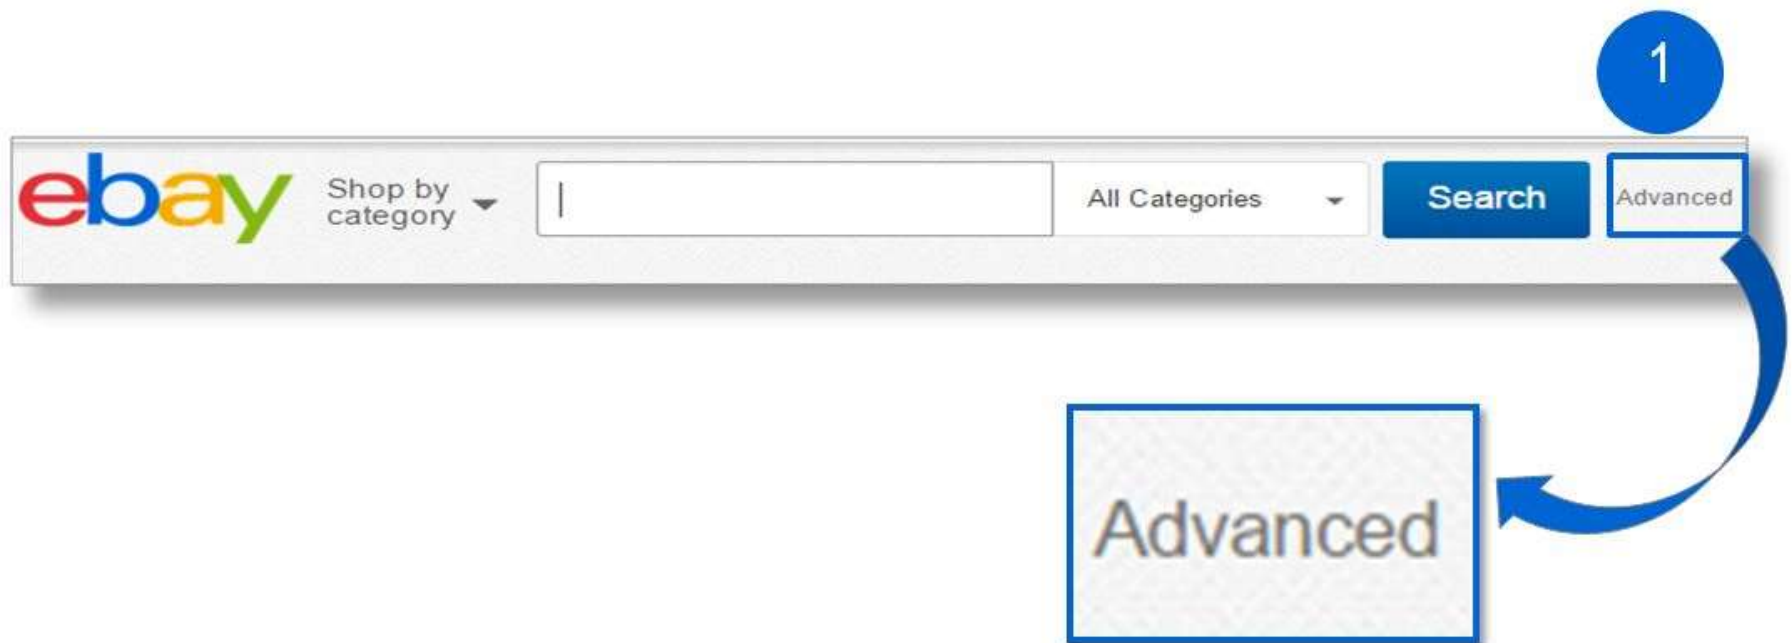 1
ebay
Shop by
category
All Categories
Search
Advanced
Advanced